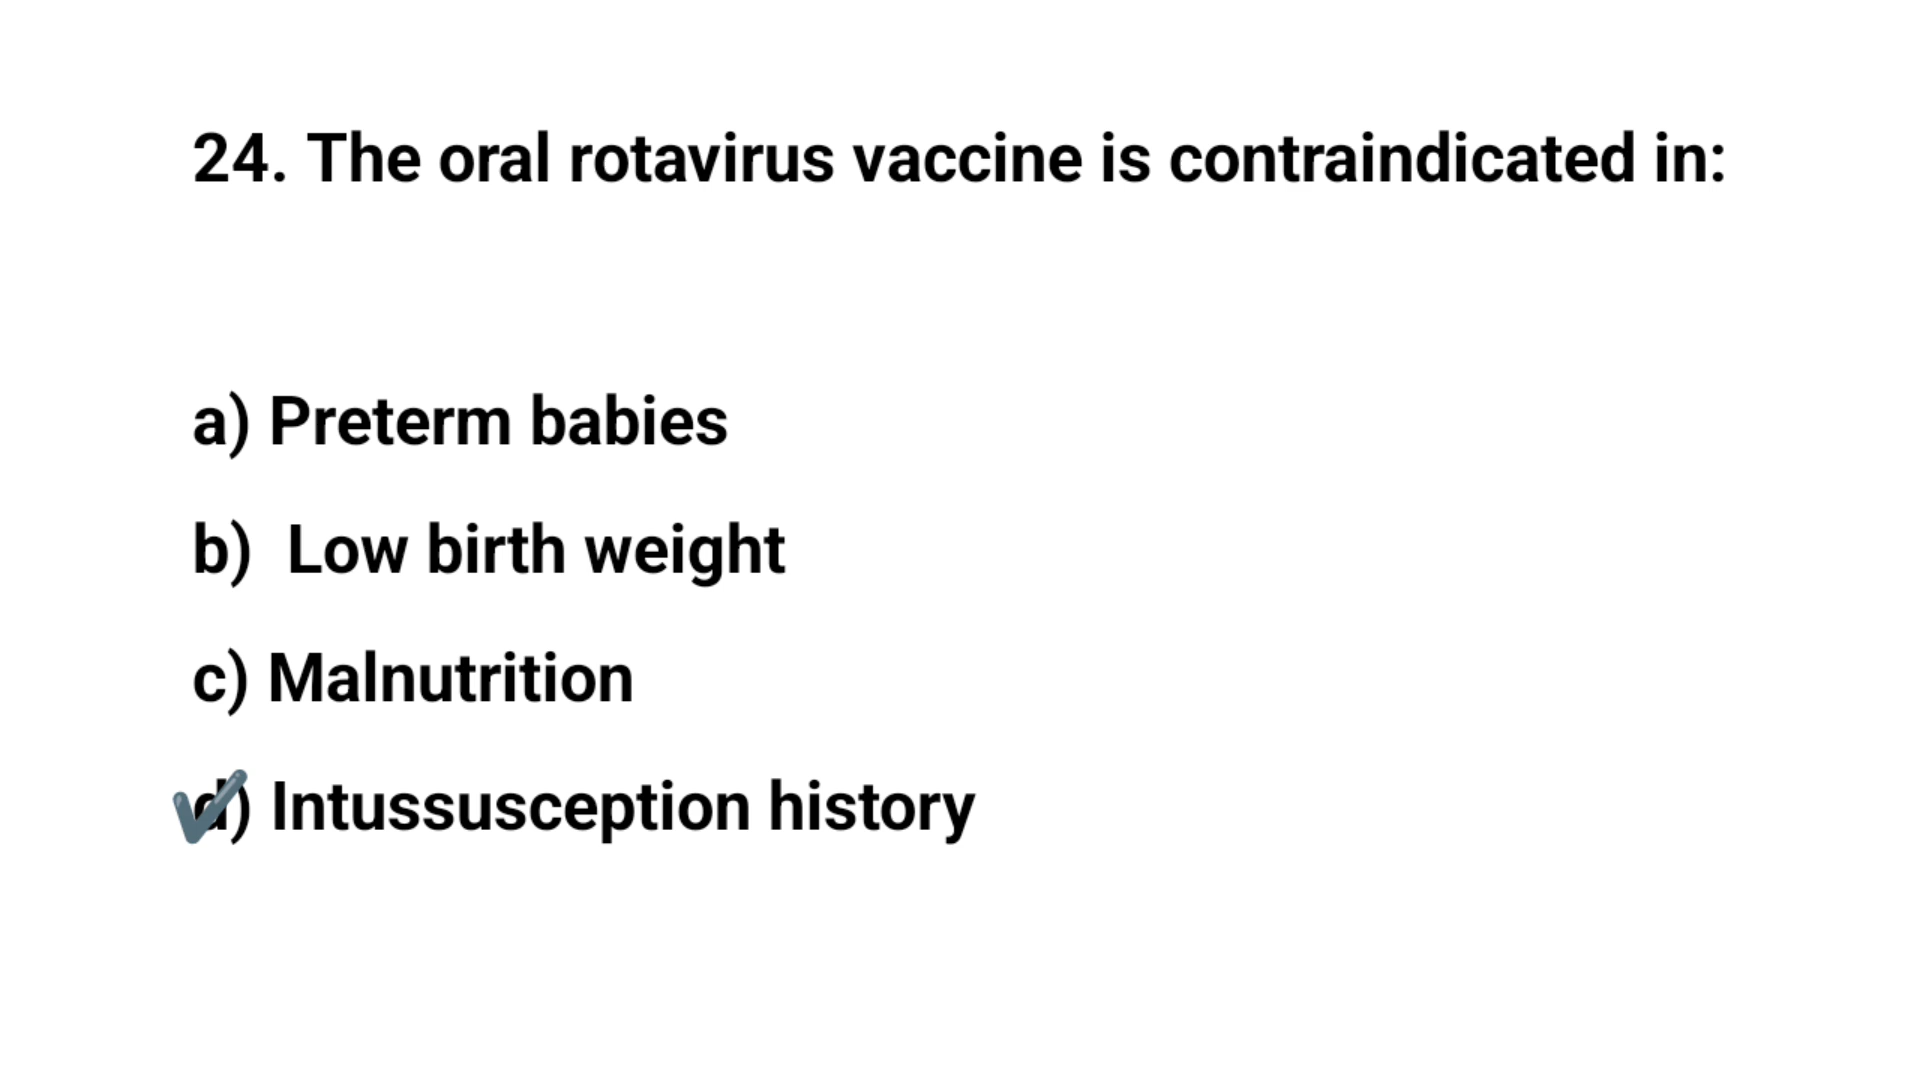 24. The oral rotavirus vaccine is contraindicated in:
a) Preterm babies
b) Low birth weight
c) Malnutrition
d) Intussusception history